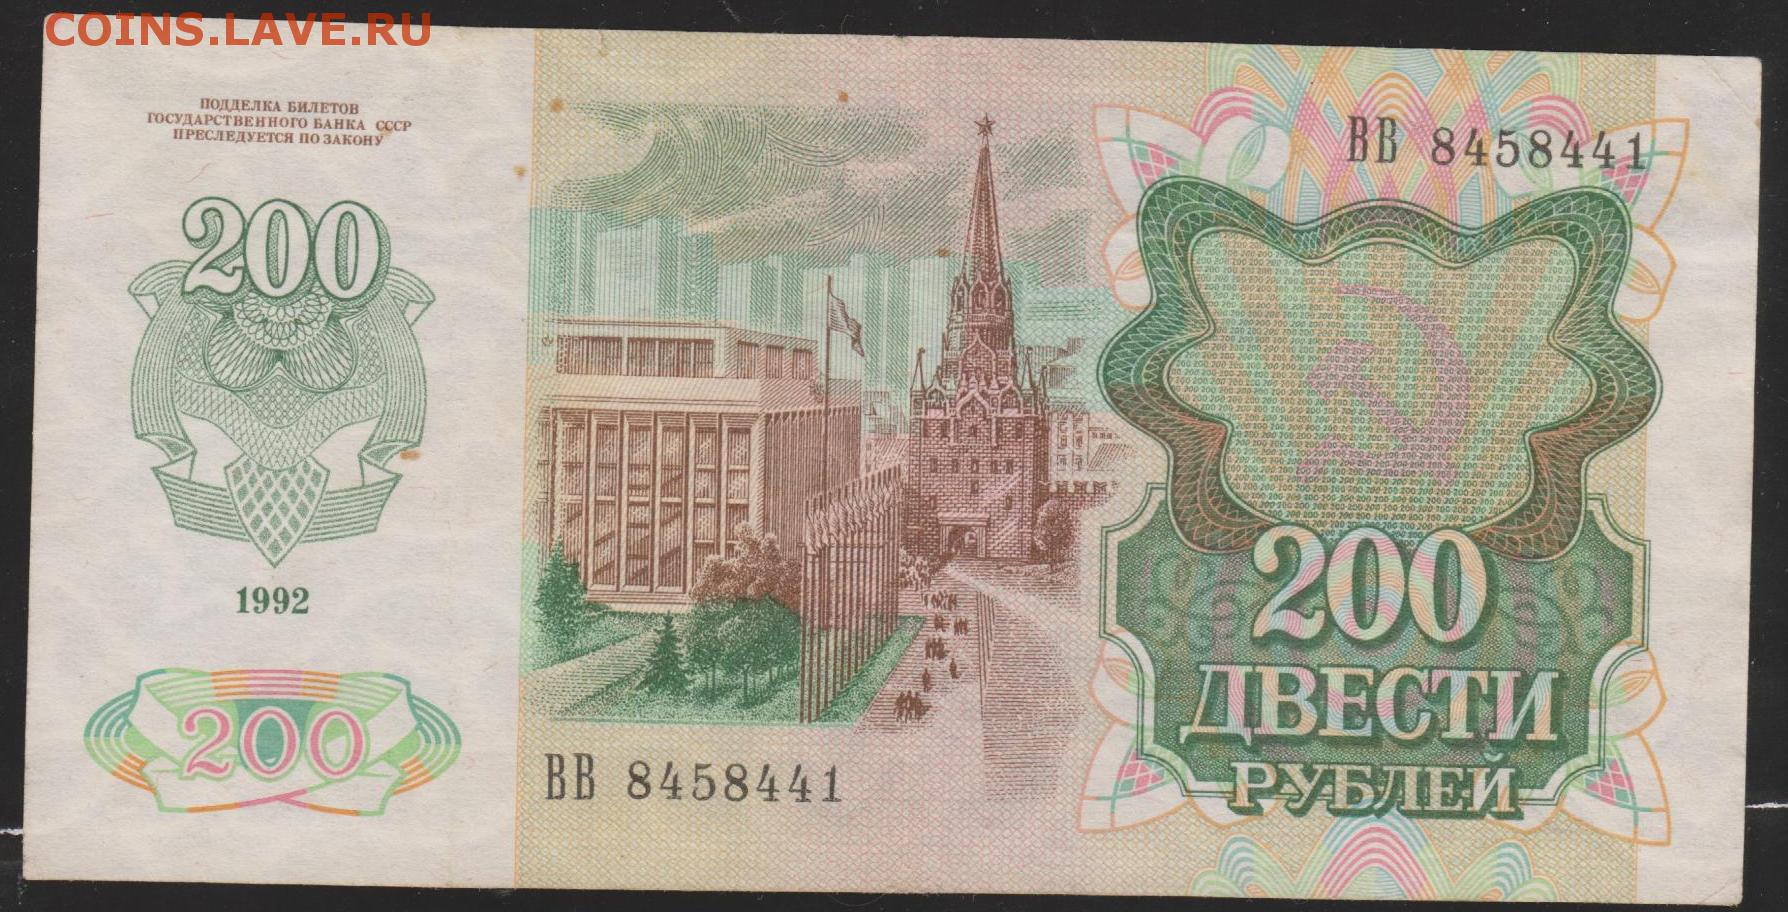 COINS.LAVE.RU
ПОДДЕЛКА БИЛЕТОВ
ГОСУДАРСТВЕННОГО БАНКА СССР
ПРЕСЛЕДУЕТСЯ ПО ЗАКОНУ
ВВ 8458441
200
1992
200
ВВ 8458441
200
ДВЕСТИ
РУБЛЕЙ